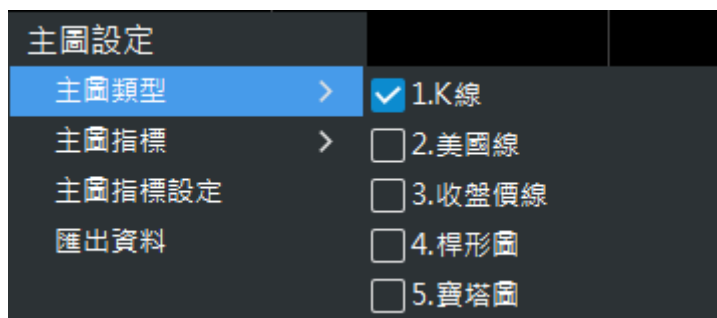 主圖設定
主圖類型 >
主圖指標 >
主圖指標設定
匯出資料
1.K線
2.美國線
3.收盤價線
4.桿形圖
5.寶塔圖